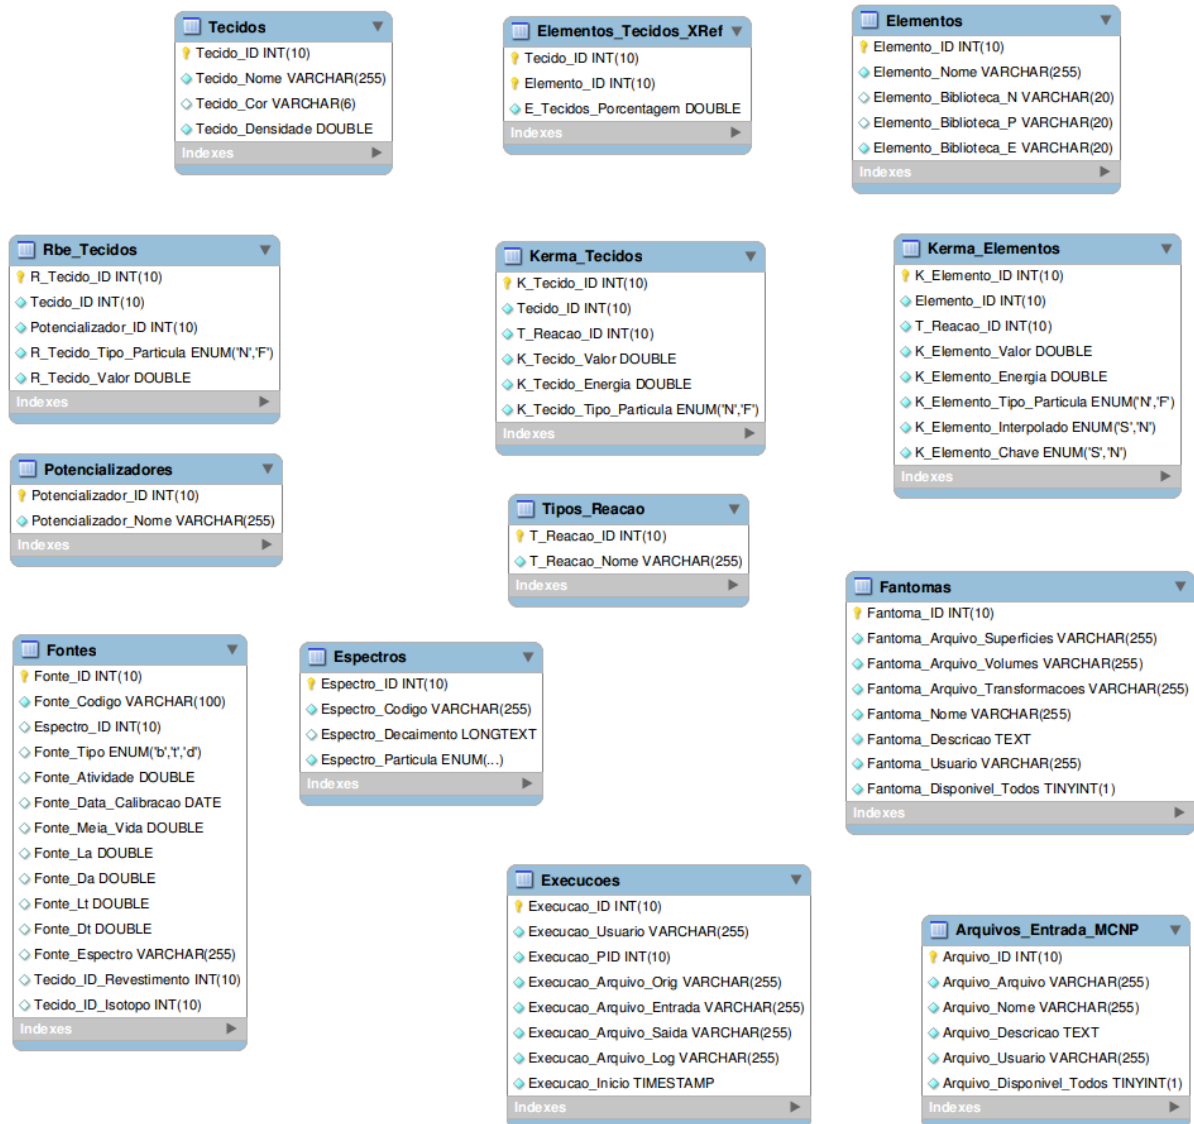 Tecidos
Tecido_ID INT(10)
Tecido_Nome VARCHAR(255)
Tecido_Cor VARCHAR(6)
Tecido_Densidade DOUBLE
Indexes
Elementos_Tecidos_XRef
Tecido_ID INT(10)
Elemento_ID INT(10)
E_Tecidos_Porcentagem DOUBLE
Indexes
Elementos
Elemento_ID INT(10)
Elemento_Nome VARCHAR(255)
Elemento_Biblioteca_N VARCHAR(20)
Elemento_Biblioteca_P VARCHAR(20)
Elemento_Biblioteca_E VARCHAR(20)
Indexes
Rbe_Tecidos
R_Tecido_ID INT(10)
Tecido_ID INT(10)
Potencializador_ID INT(10)
R_Tecido_Tipo_Particula ENUM('N','F')
R_Tecido_Valor DOUBLE
Indexes
Kerma_Tecidos
K_Tecido_ID INT(10)
Tecido_ID INT(10)
T_Reacao_ID INT(10)
K_Tecido_Valor DOUBLE
K_Tecido_Energia DOUBLE
K_Tecido_Tipo_Particula ENUM('N','F')
Indexes
Kerma_Elementos
K_Elemento_ID INT(10)
Elemento_ID INT(10)
T_Reacao_ID INT(10)
K_Elemento_Valor DOUBLE
K_Elemento_Energia DOUBLE
K_Elemento_Tipo_Particula ENUM('N','F')
K_Elemento_Interpolado ENUM('S','N')
K_Elemento_Chave ENUM('S','N')
Indexes
Potencializadores
Potencializador_ID INT(10)
Potencializador_Nome VARCHAR(255)
Indexes
Tipos_Reacao
T_Reacao_ID INT(10)
T_Reacao_Nome VARCHAR(255)
Indexes
Fantomas
Fantoma_ID INT(10)
Fantoma_Arquivo_Superficies VARCHAR(255)
Fantoma_Arquivo_Volumes VARCHAR(255)
Fantoma_Arquivo_Transformacoes VARCHAR(255)
Fantoma_Nome VARCHAR(255)
Fantoma_Descricao TEXT
Fantoma_Usuario VARCHAR(255)
Fantoma_Disponivel_Todos TINYINT(1)
Indexes
Fontes
Fonte_ID INT(10)
Fonte_Codigo VARCHAR(100)
Espectro_ID INT(10)
Fonte_Tipo ENUM('b','t','d')
Fonte_Atividade DOUBLE
Fonte_Data_Calibracao DATE
Fonte_Meia_Vida DOUBLE
Fonte_La DOUBLE
Fonte_Da DOUBLE
Fonte_Lt DOUBLE
Fonte_Dt DOUBLE
Fonte_Espectro VARCHAR(255)
Tecido_ID_Revestimento INT(10)
Tecido_ID_Isotopo INT(10)
Indexes
Espectros
Espectro_ID INT(10)
Espectro_Codigo VARCHAR(255)
Espectro_Decaimento LONGTEXT
Espectro_Particula ENUM(...)
Indexes
Execucoes
Execucao_ID INT(10)
Execucao_Usuario VARCHAR(255)
Execucao_PID INT(10)
Execucao_Arquivo_Orig VARCHAR(255)
Execucao_Arquivo_Entrada VARCHAR(255)
Execucao_Arquivo_Saida VARCHAR(255)
Execucao_Arquivo_Log VARCHAR(255)
Execucao_Inicio TIMESTAMP
Indexes
Arquivos_Entrada_MCNP
Arquivo_ID INT(10)
Arquivo_Arquivo VARCHAR(255)
Arquivo_Nome VARCHAR(255)
Arquivo_Descricao TEXT
Arquivo_Usuario VARCHAR(255)
Arquivo_Disponivel_Todos TINYINT(1)
Indexes